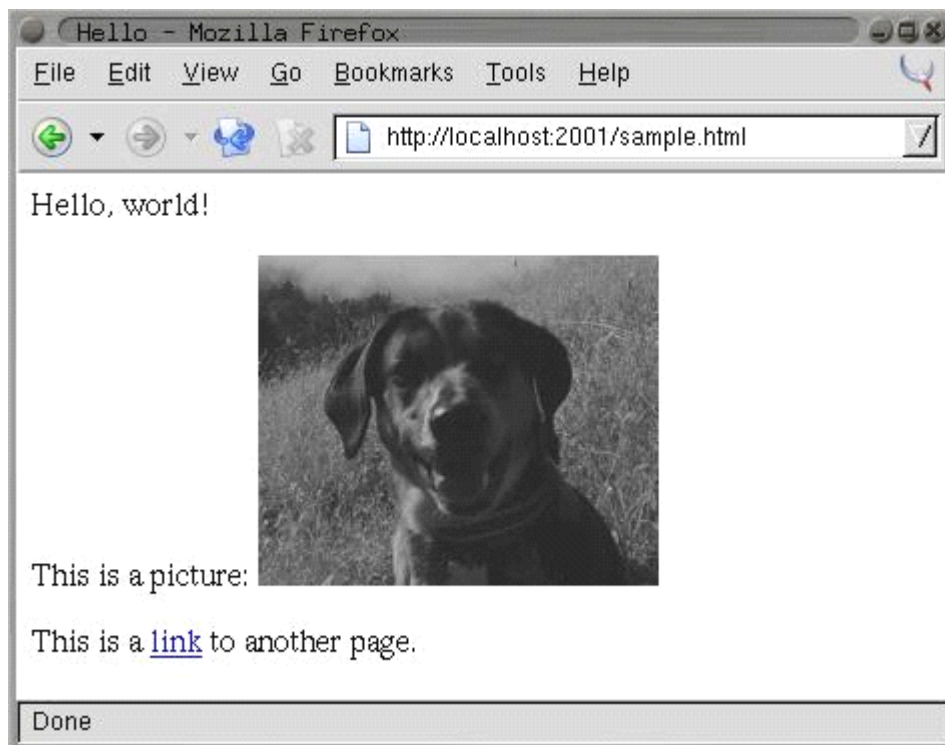 Hello - Mozilla Firefox
File Edit View Go Bookmarks Tools Help
http://localhost:2001/sample.html
Hello, world!
This is a picture:
This is a link to another page.
Done